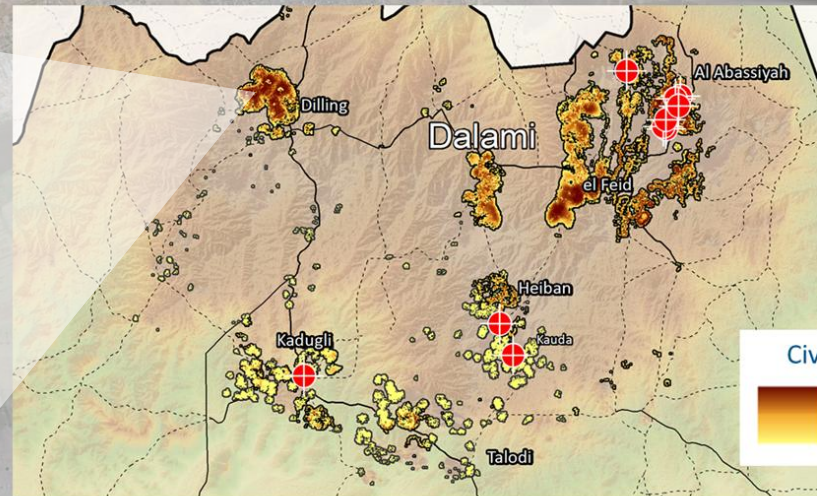 Al Abassiyah
Dilling
Dalami
el Feid
Heiban
Kauda
Kadugli
Civ
Talodi